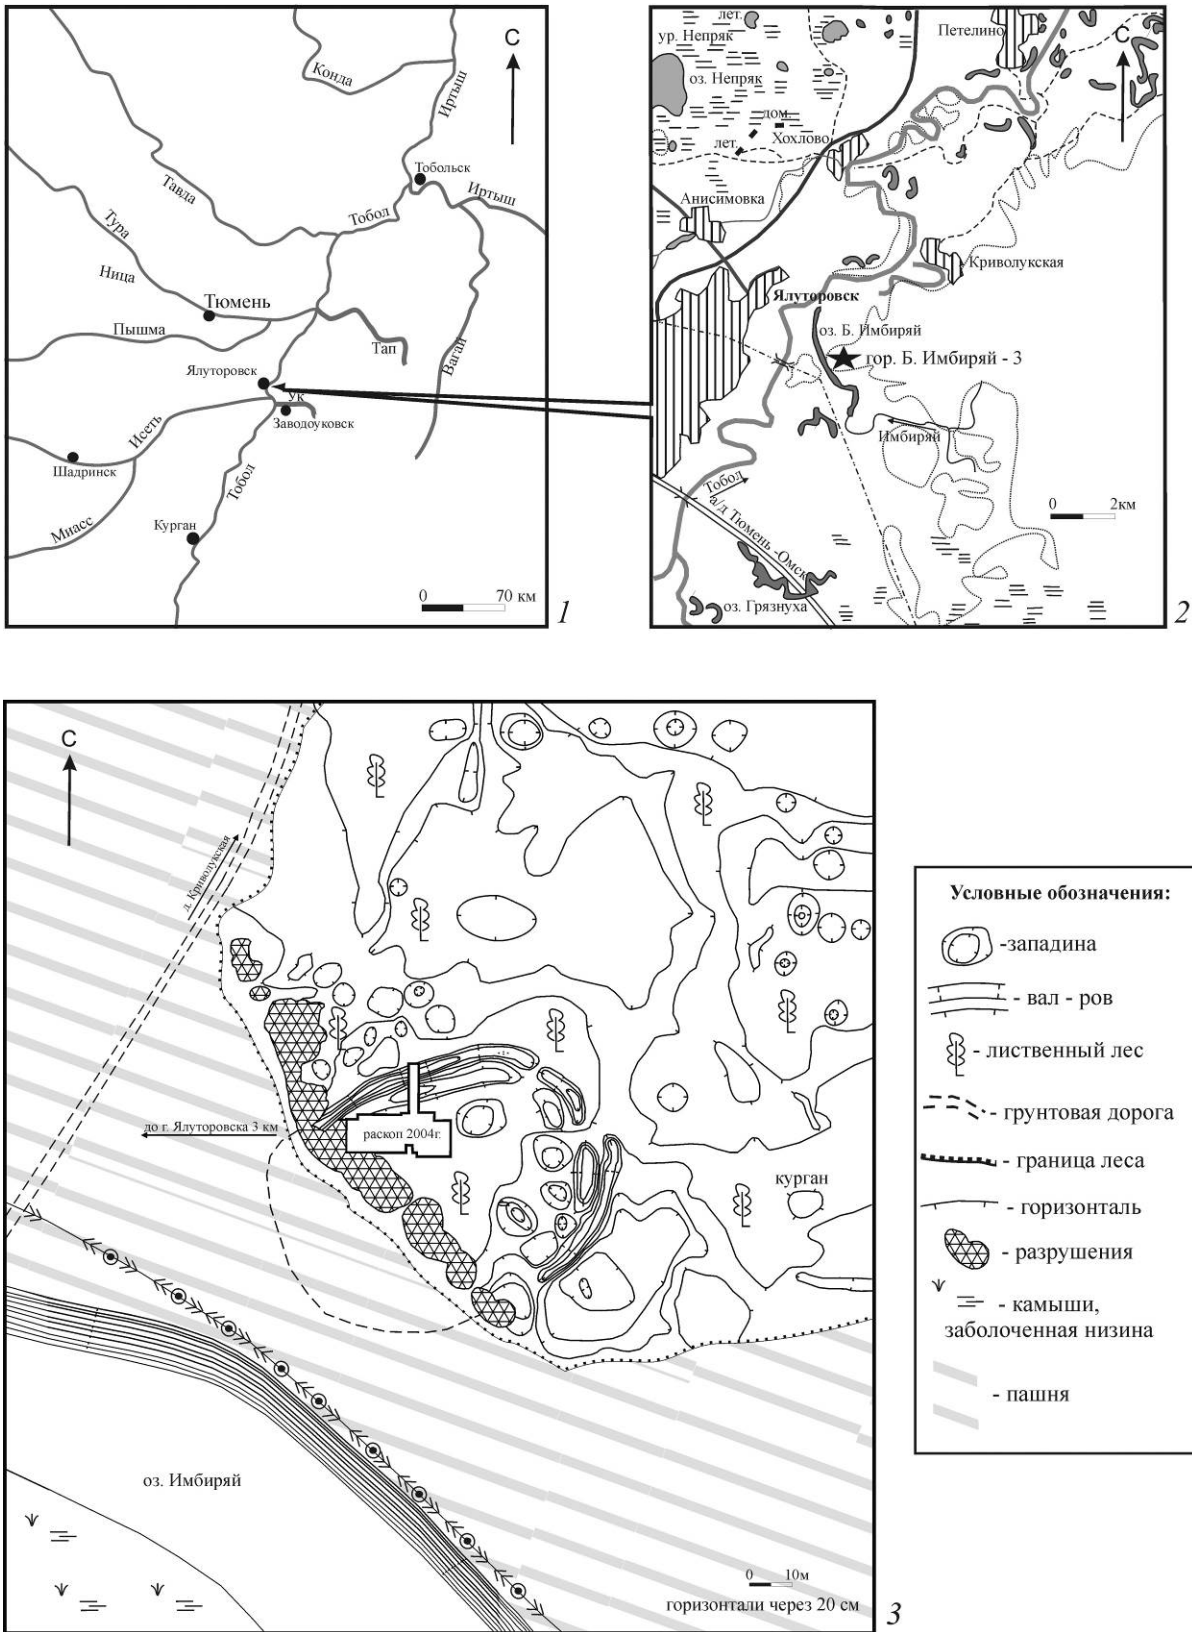 С
Конда
Иртыш
Тобольск
Иртыш
Тавда
Тобол
Тура
Ница
Тюмень
Пышма
Тап
Вагай
Ялуторовск
Ук
Заводоуковск
Исеть
Шадринск
Тобол
Миасс
Курган
0 70 км
1
лет.
ур. Непряк
оз. Непряк
Петелино
С
дом.
лет.
Хохлово
Анисимовка
Криволукская
Ялуторовск
оз. Б. Имбиряй
гор. Б. Имбиряй - 3
Имбиряй
Тобол
а/д Тюмень -Омск
0 2км
оз. Грязнуха
2
С
д. Криволукская
до г. Ялуторовска 3 км
раскоп 2004г.
курган
оз. Имбиряй
0 10м
горизонтали через 20 см
3
Условные обозначения:
-западина
- вал - ров
- лиственный лес
- грунтовая дорога
- граница леса
- горизонталь
- разрушения
- камыши,
заболоченная низина
- пашня